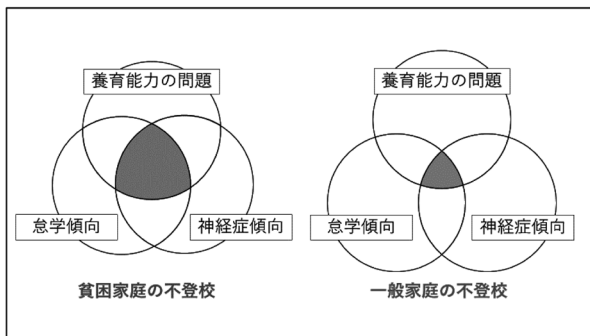 養育能力の問題
怠学傾向
神経症傾向
貧困家庭の不登校
養育能力の問題
怠学傾向
神経症傾向
一般家庭の不登校